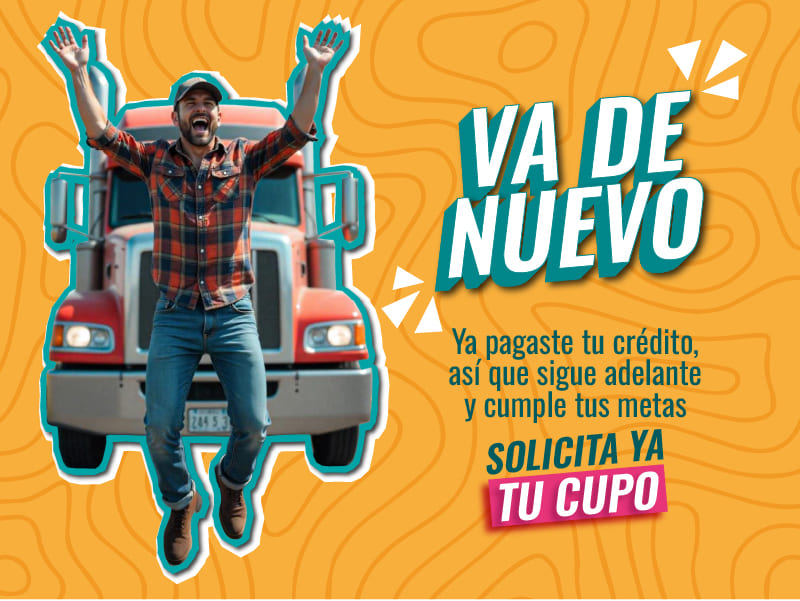 VA DE
NUEVO
Ya pagaste tu crédito,
así que sigue adelante
y cumple tus metas
SOLICITA YA
TU CUPO